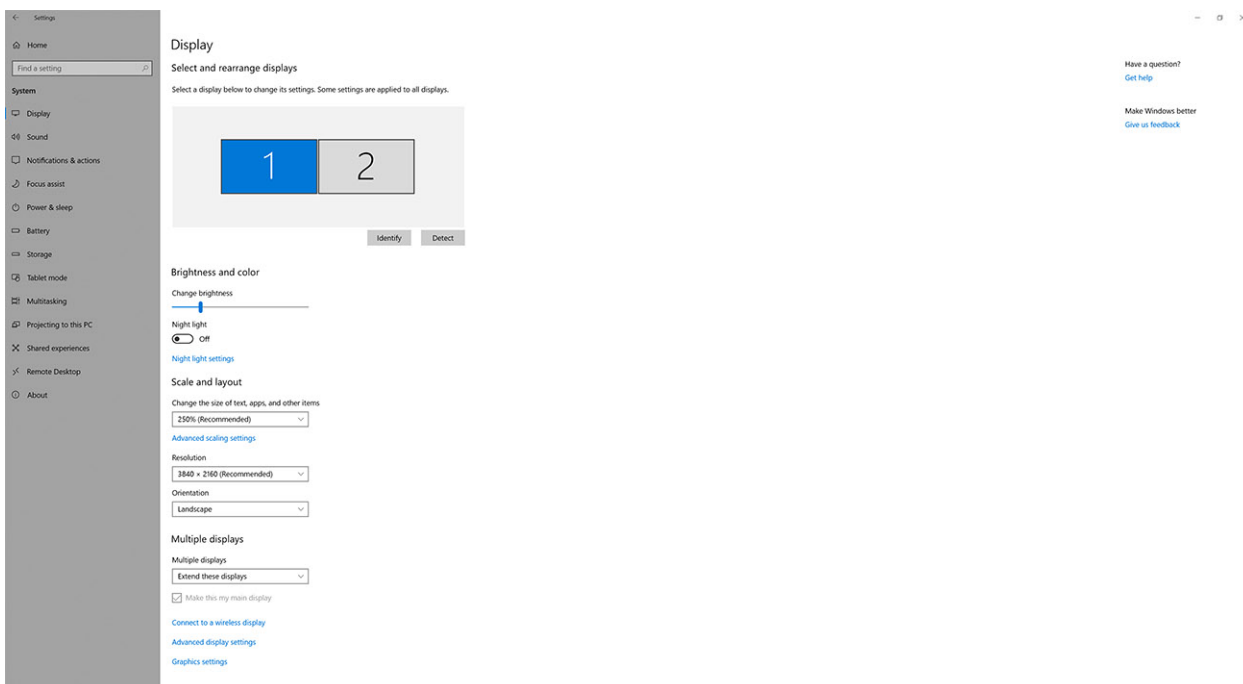 Settings
Home
Find a setting
System
Display
Sound
Notifications & actions
Focus assist
Power & sleep
Battery
Storage
Tablet mode
Multitasking
Projecting to this PC
Shared experiences
Remote Desktop
About
Display
Select and rearrange displays
Select a display below to change its settings. Some settings are applied to all displays.
1 2
Identify Detect
Brightness and color
Change brightness
Night light
Off
Night light settings
Scale and layout
Change the size of text, apps, and other items
250% (Recommended)
Advanced scaling settings
Resolution
3840 × 2160 (Recommended)
Orientation
Landscape
Multiple displays
Multiple displays
Extend these displays
Make this my main display
Connect to a wireless display
Advanced display settings
Graphics settings
Have a question?
Get help
Make Windows better
Give us feedback